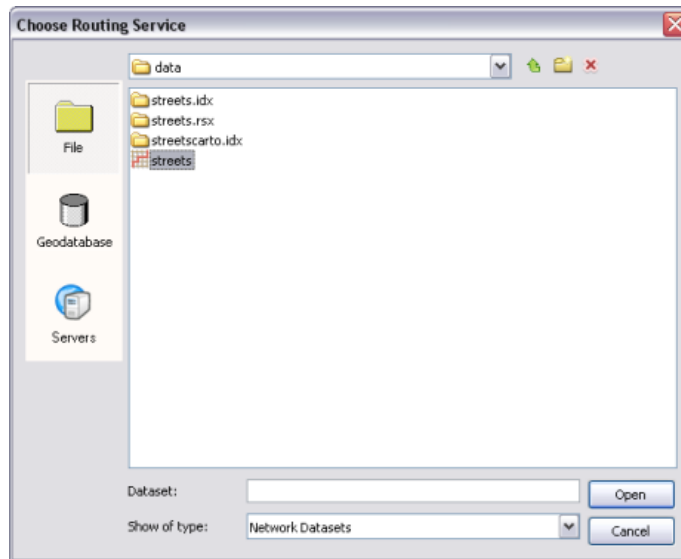 Choose Routing Service
data
File
Geodatabase
Servers
streets.idx
streets.rsx
streetscarto.idx
streets
Dataset:
Open
Show of type:
Network Datasets
Cancel